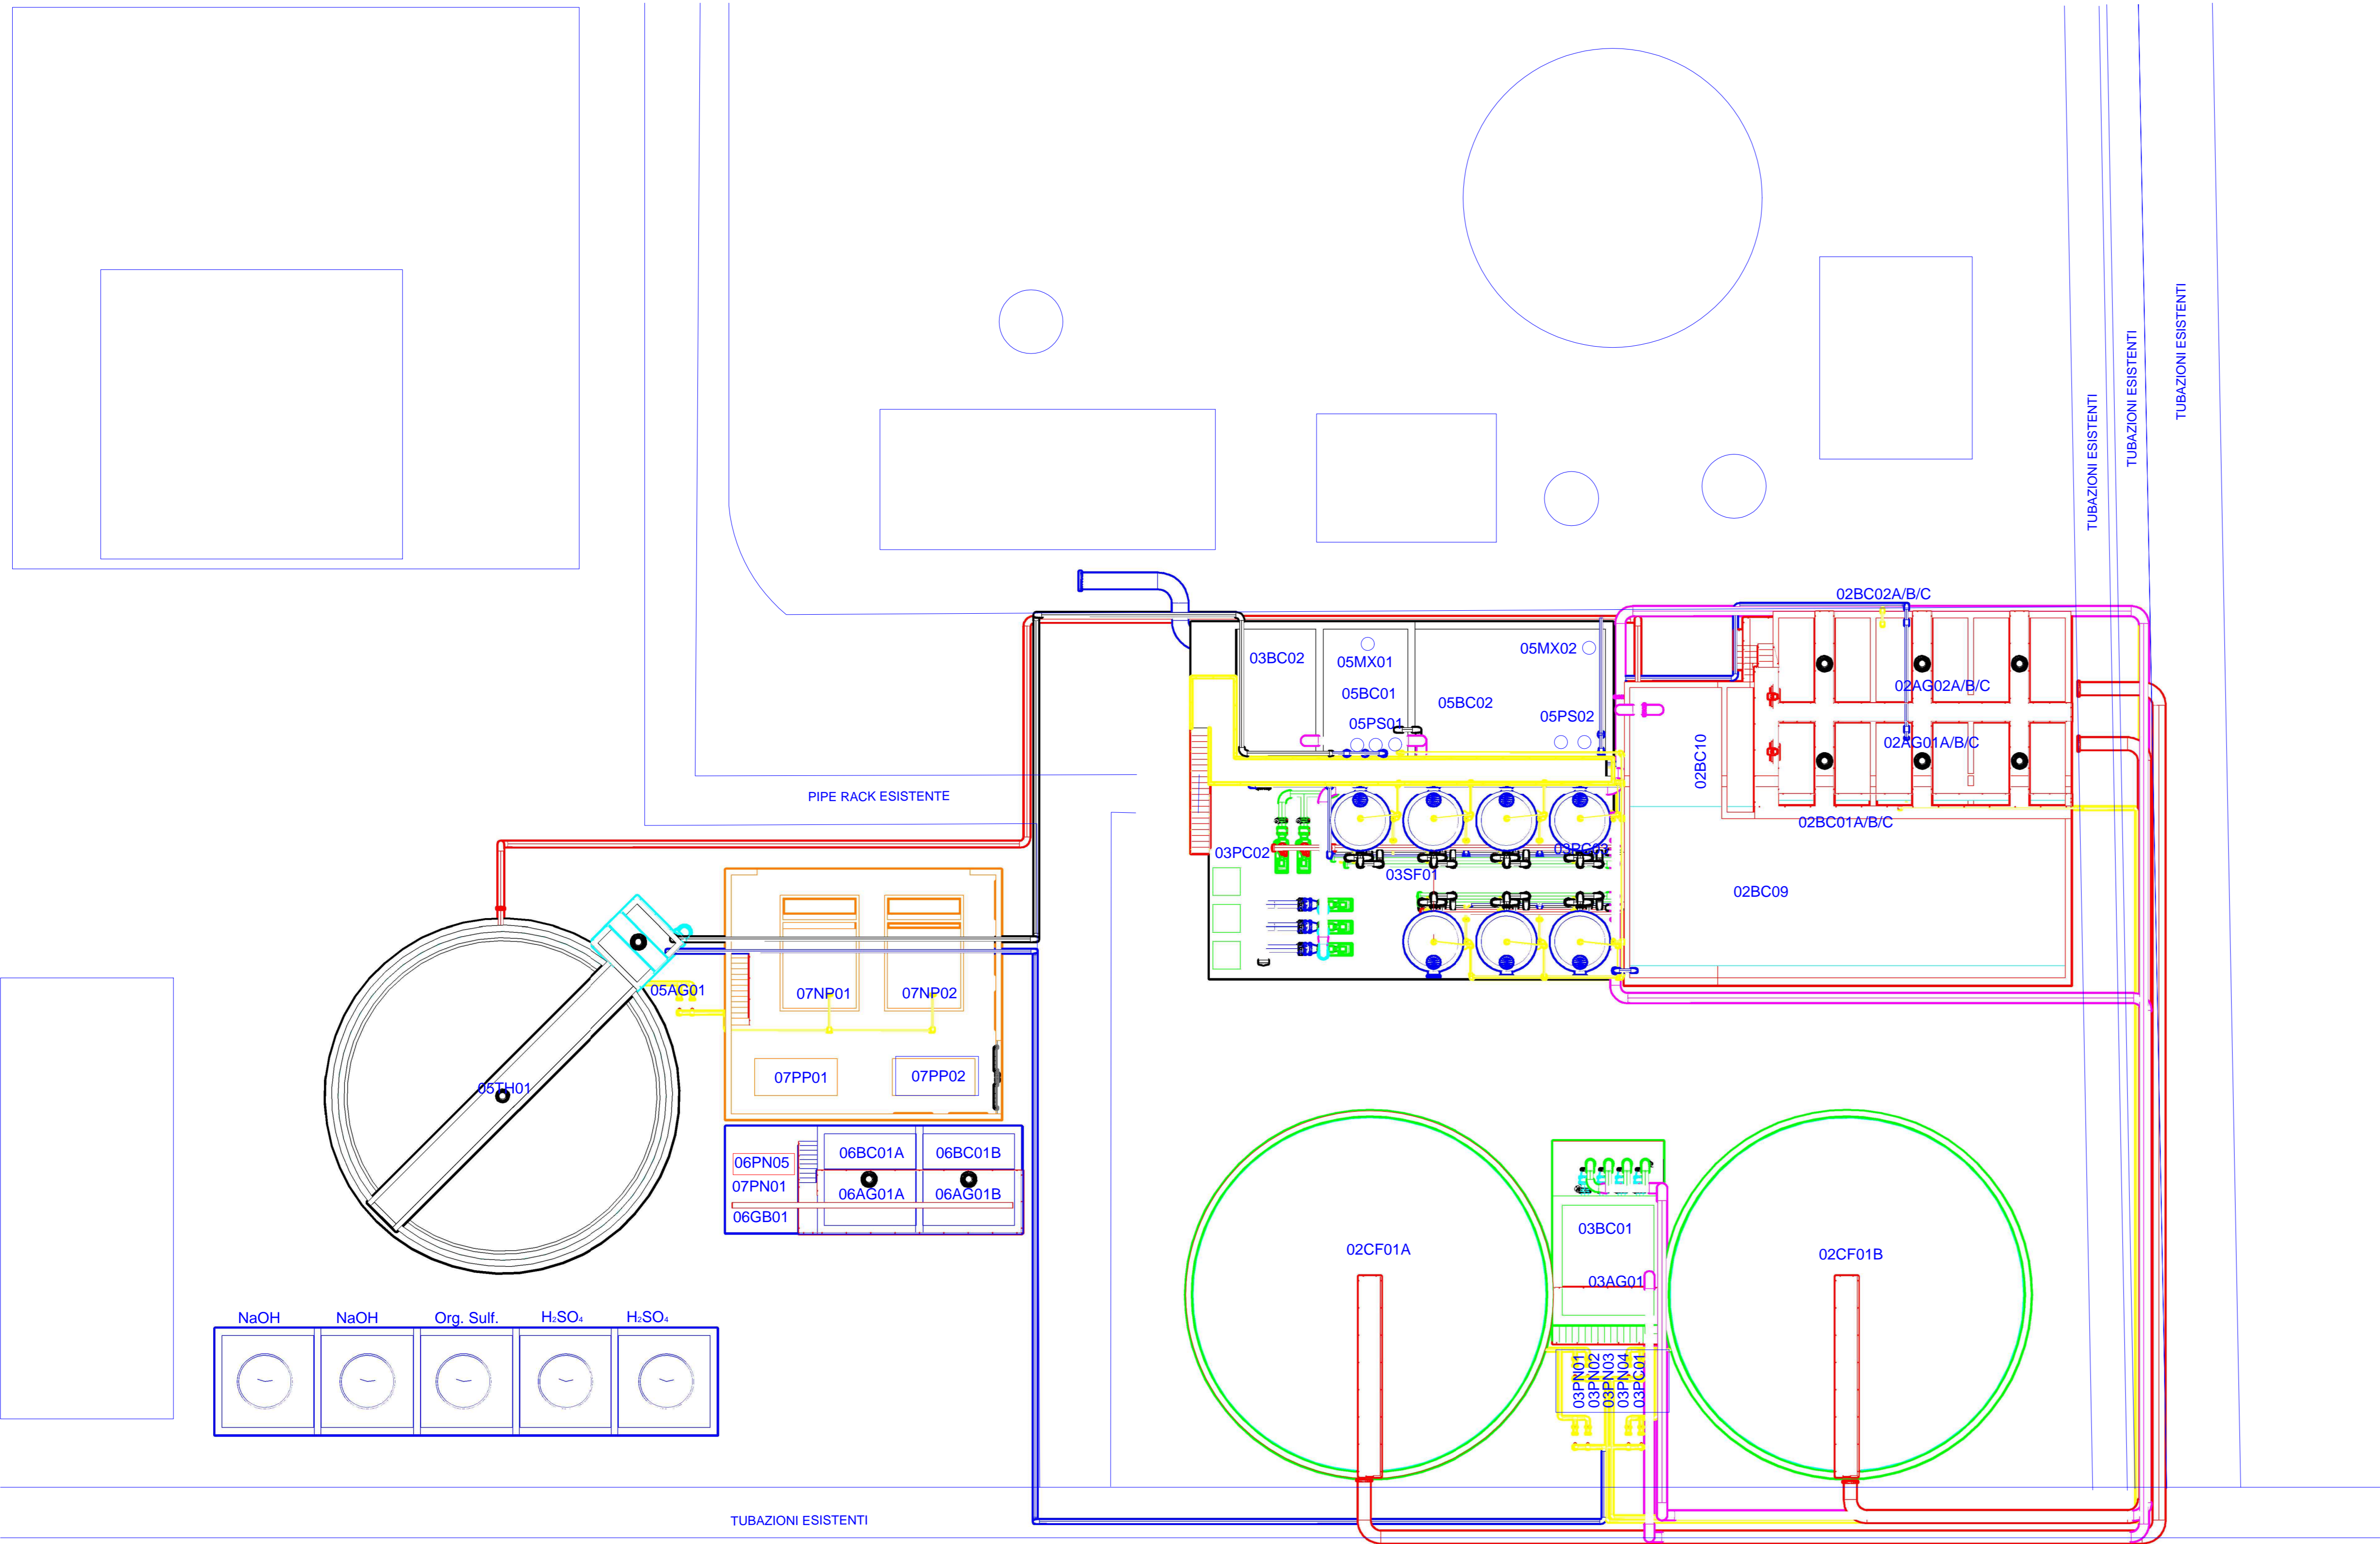 TUBAZIONI ESISTENTI
TUBAZIONI ESISTENTI
TUBAZIONI ESISTENTI
02BC02A/B/C
03BC02
05MX01
05MX02
05BC01
05BC02
05PS01
05PS02
02AG02A/B/C
02AG01A/B/C
02BC10
02BC01A/B/C
PIPE RACK ESISTENTE
03PC02
03PC03
03SF01
02BC09
05AG01
07NP01
07NP02
05TH01
07PP01
07PP02
06PN05
06BC01A
06BC01B
07PN01
06AG01A
06AG01B
06GB01
03BC01
02CF01A
02CF01B
03AG01
NaOH
NaOH
Org. Sulf.
H₂SO₄
H₂SO₄
03PN01
03PN02
03PN03
03PN04
03PC01
TUBAZIONI ESISTENTI